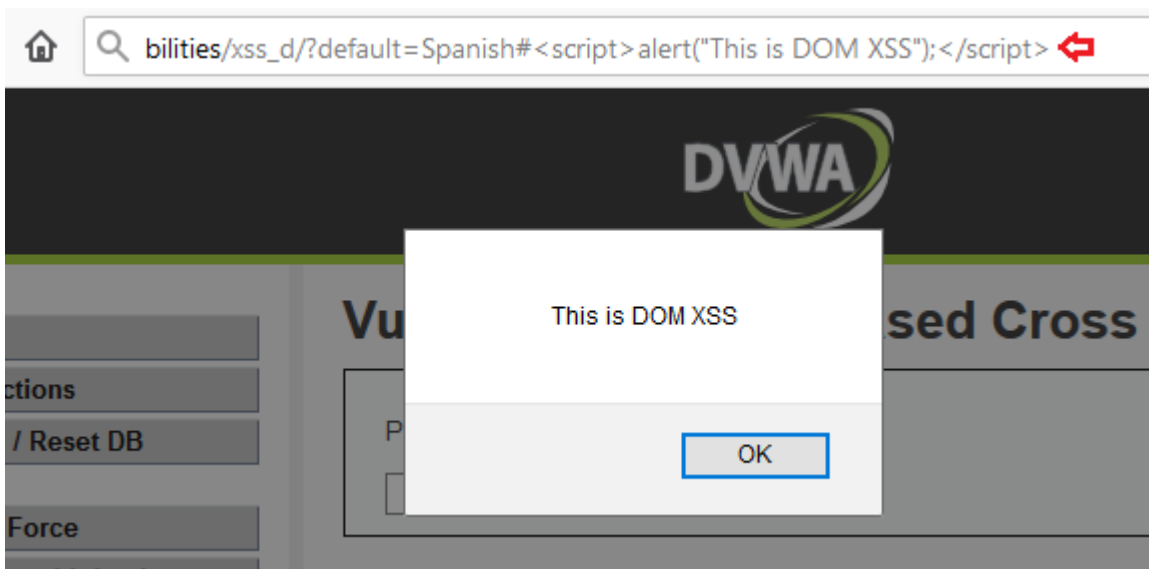 bilities/xss_d/?default=Spanish#<script>alert("This is DOM XSS");</script>
DVWA
Vu
sed Cross
This is DOM XSS
ctions
/ Reset DB
P
OK
Force